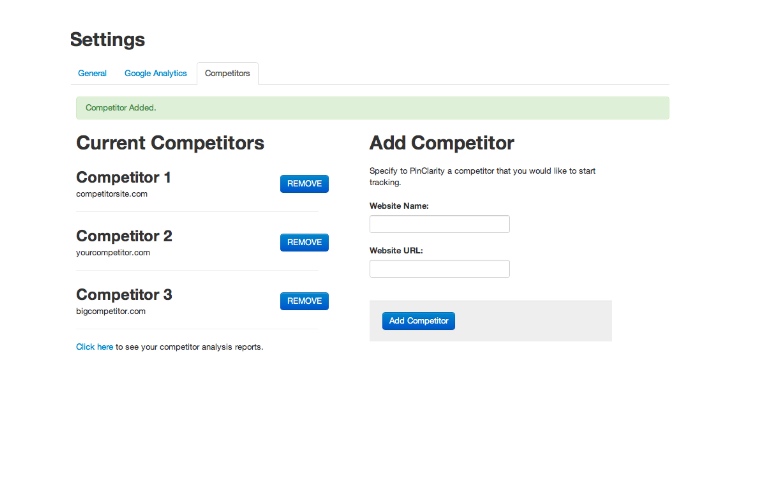 Settings
General Google Analytics Competitors
Competitor Added.
Current Competitors
Competitor 1
competitorsite.com
REMOVE
Competitor 2
yourcompetitor.com
REMOVE
Competitor 3
bigcompetitor.com
REMOVE
Click here to see your competitor analysis reports.
Add Competitor
Specify to PinClarity a competitor that you would like to start
tracking.
Website Name:
Website URL:
Add Competitor